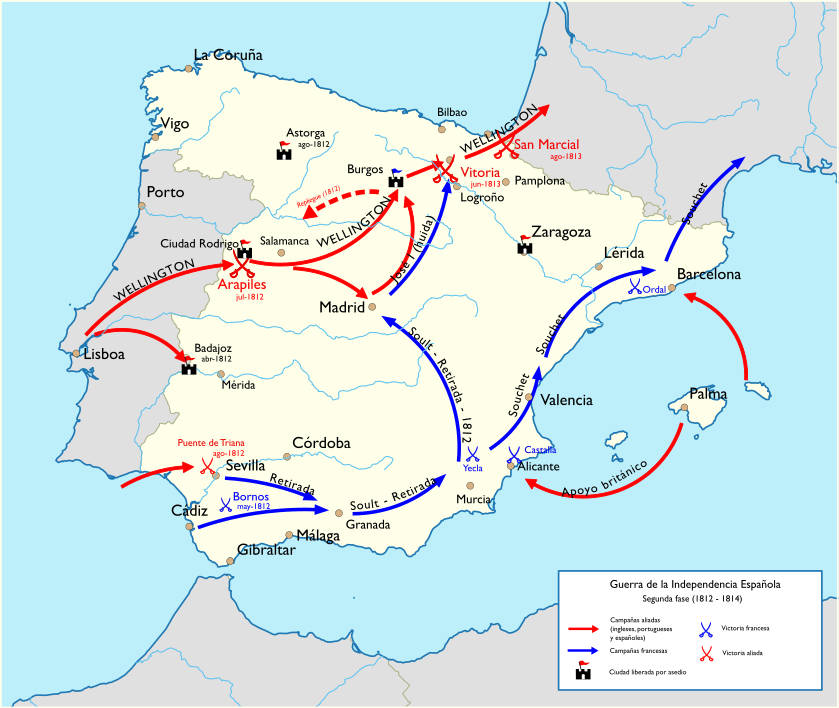 La Coruña
Vigo
Bilbao
WELLINGTON
San Marcial
ago-1813
Astorga
ago-1812
Burgos
Vitoria
jun-1813
Pamplona
Logroño
Porto
Repliegue (1812)
WELLINGTON
José I (huida)
Souchet
Ciudad Rodrigo
Salamanca
Zaragoza
Lérida
WELLINGTON
Arapiles
jul-1812
Barcelona
Ordal
Madrid
Lisboa
Badajoz
abr-1812
Mérida
Soult - Retirada - 1812
Souchet
Souchet
Valencia
Palma
Puente de Triana
ago-1812
Córdoba
Sevilla
Retirada
Castalla
Yecla
Alicante
Apoyo británico
Bornos
may-1812
Soult - Retirada
Murcia
Cádiz
Granada
Málaga
Gibraltar
Guerra de la Independencia Española
Segunda fase (1812 - 1814)
Campañas aliadas
(ingleses, portugueses
y españoles)
Victoria francesa
Campañas francesas
Victoria aliada
Ciudad liberada por asedio